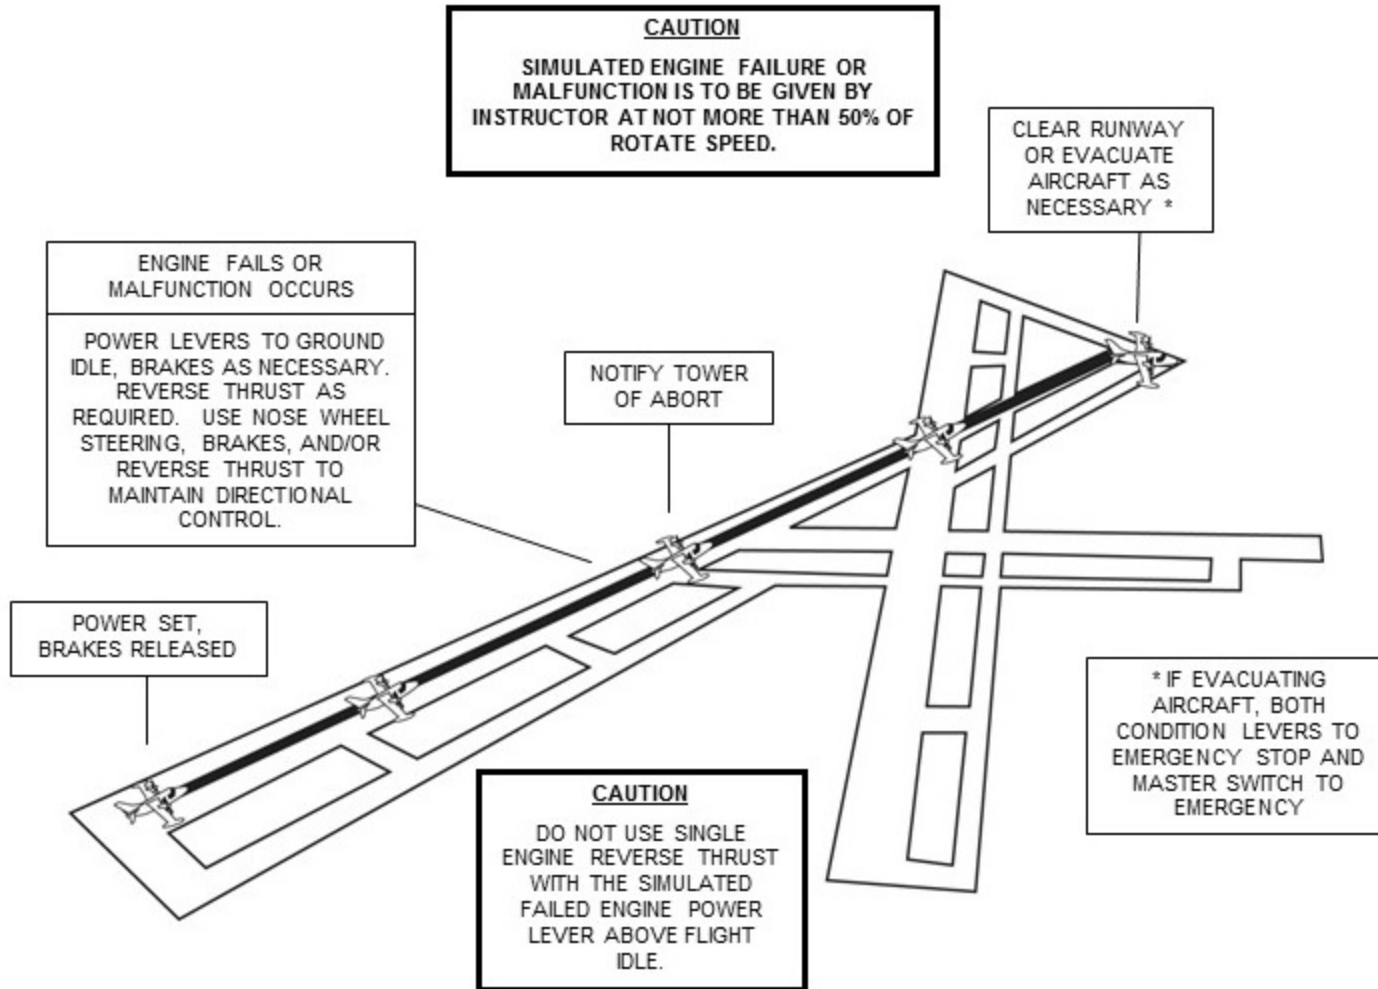 CAUTION
SIMULATED ENGINE FAILURE OR
MALFUNCTION IS TO BE GIVEN BY
INSTRUCTOR AT NOT MORE THAN 50% OF
ROTATE SPEED.
CLEAR RUNWAY
OR EVACUATE
AIRCRAFT AS
NECESSARY *
ENGINE FAILS OR
MALFUNCTION OCCURS
POWER LEVERS TO GROUND
IDLE, BRAKES AS NECESSARY.
REVERSE THRUST AS
REQUIRED. USE NOSE WHEEL
STEERING, BRAKES, AND/OR
REVERSE THRUST TO
MAINTAIN DIRECTIONAL
CONTROL.
NOTIFY TOWER
OF ABORT
POWER SET,
BRAKES RELEASED
* IF EVACUATING
AIRCRAFT, BOTH
CONDITION LEVERS TO
EMERGENCY STOP AND
MASTER SWITCH TO
EMERGENCY
CAUTION
DO NOT USE SINGLE
ENGINE REVERSE THRUST
WITH THE SIMULATED
FAILED ENGINE POWER
LEVER ABOVE FLIGHT
IDLE.